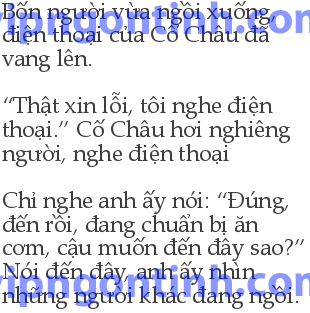 Bốn người vừa ngồi xuống,
điện thoại của Cố Châu đã
vang lên.
“Thật xin lỗi, tôi nghe điện
thoại.” Cố Châu hơi nghiêng
người, nghe điện thoại
Chỉ nghe anh ấy nói: “Đúng,
đến rồi, đang chuẩn bị ăn
cơm, cậu muốn đến đây sao?”
Nói đến đây, anh ấy nhìn
những người khác đang ngồi.